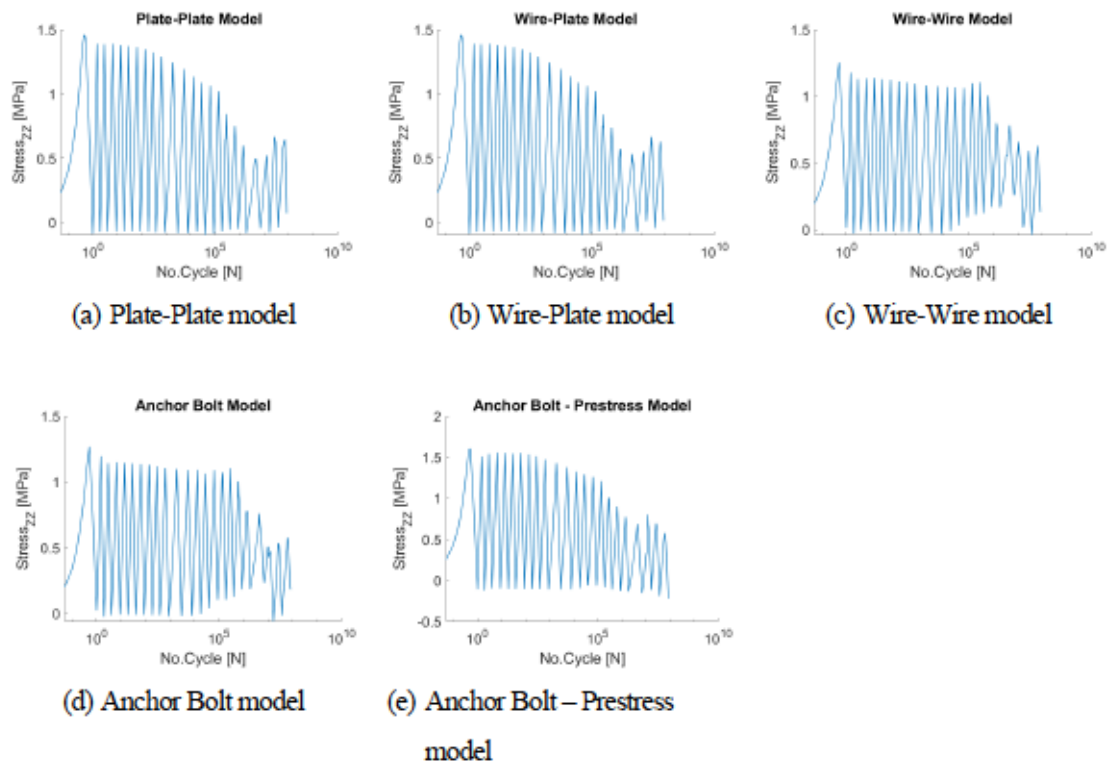 Plate-Plate Model
1.5
1
0.5
0
Stress_ZZ [MPa]
10^0
10^5
10^10
No.Cycle [N]
(a) Plate-Plate model
Wire-Plate Model
1.5
1
0.5
0
Stress_ZZ [MPa]
10^0
10^5
10^10
No.Cycle [N]
(b) Wire-Plate model
Wire-Wire Model
1.5
1
0.5
0
Stress_ZZ [MPa]
10^0
10^5
10^10
No.Cycle [N]
(c) Wire-Wire model
Anchor Bolt Model
1.5
1
0.5
0
Stress_ZZ [MPa]
10^0
10^5
10^10
No.Cycle [N]
(d) Anchor Bolt model
Anchor Bolt - Prestress Model
2
1.5
1
0.5
0
-0.5
Stress_ZZ [MPa]
10^0
10^5
10^10
No.Cycle [N]
(e) Anchor Bolt – Prestress
model